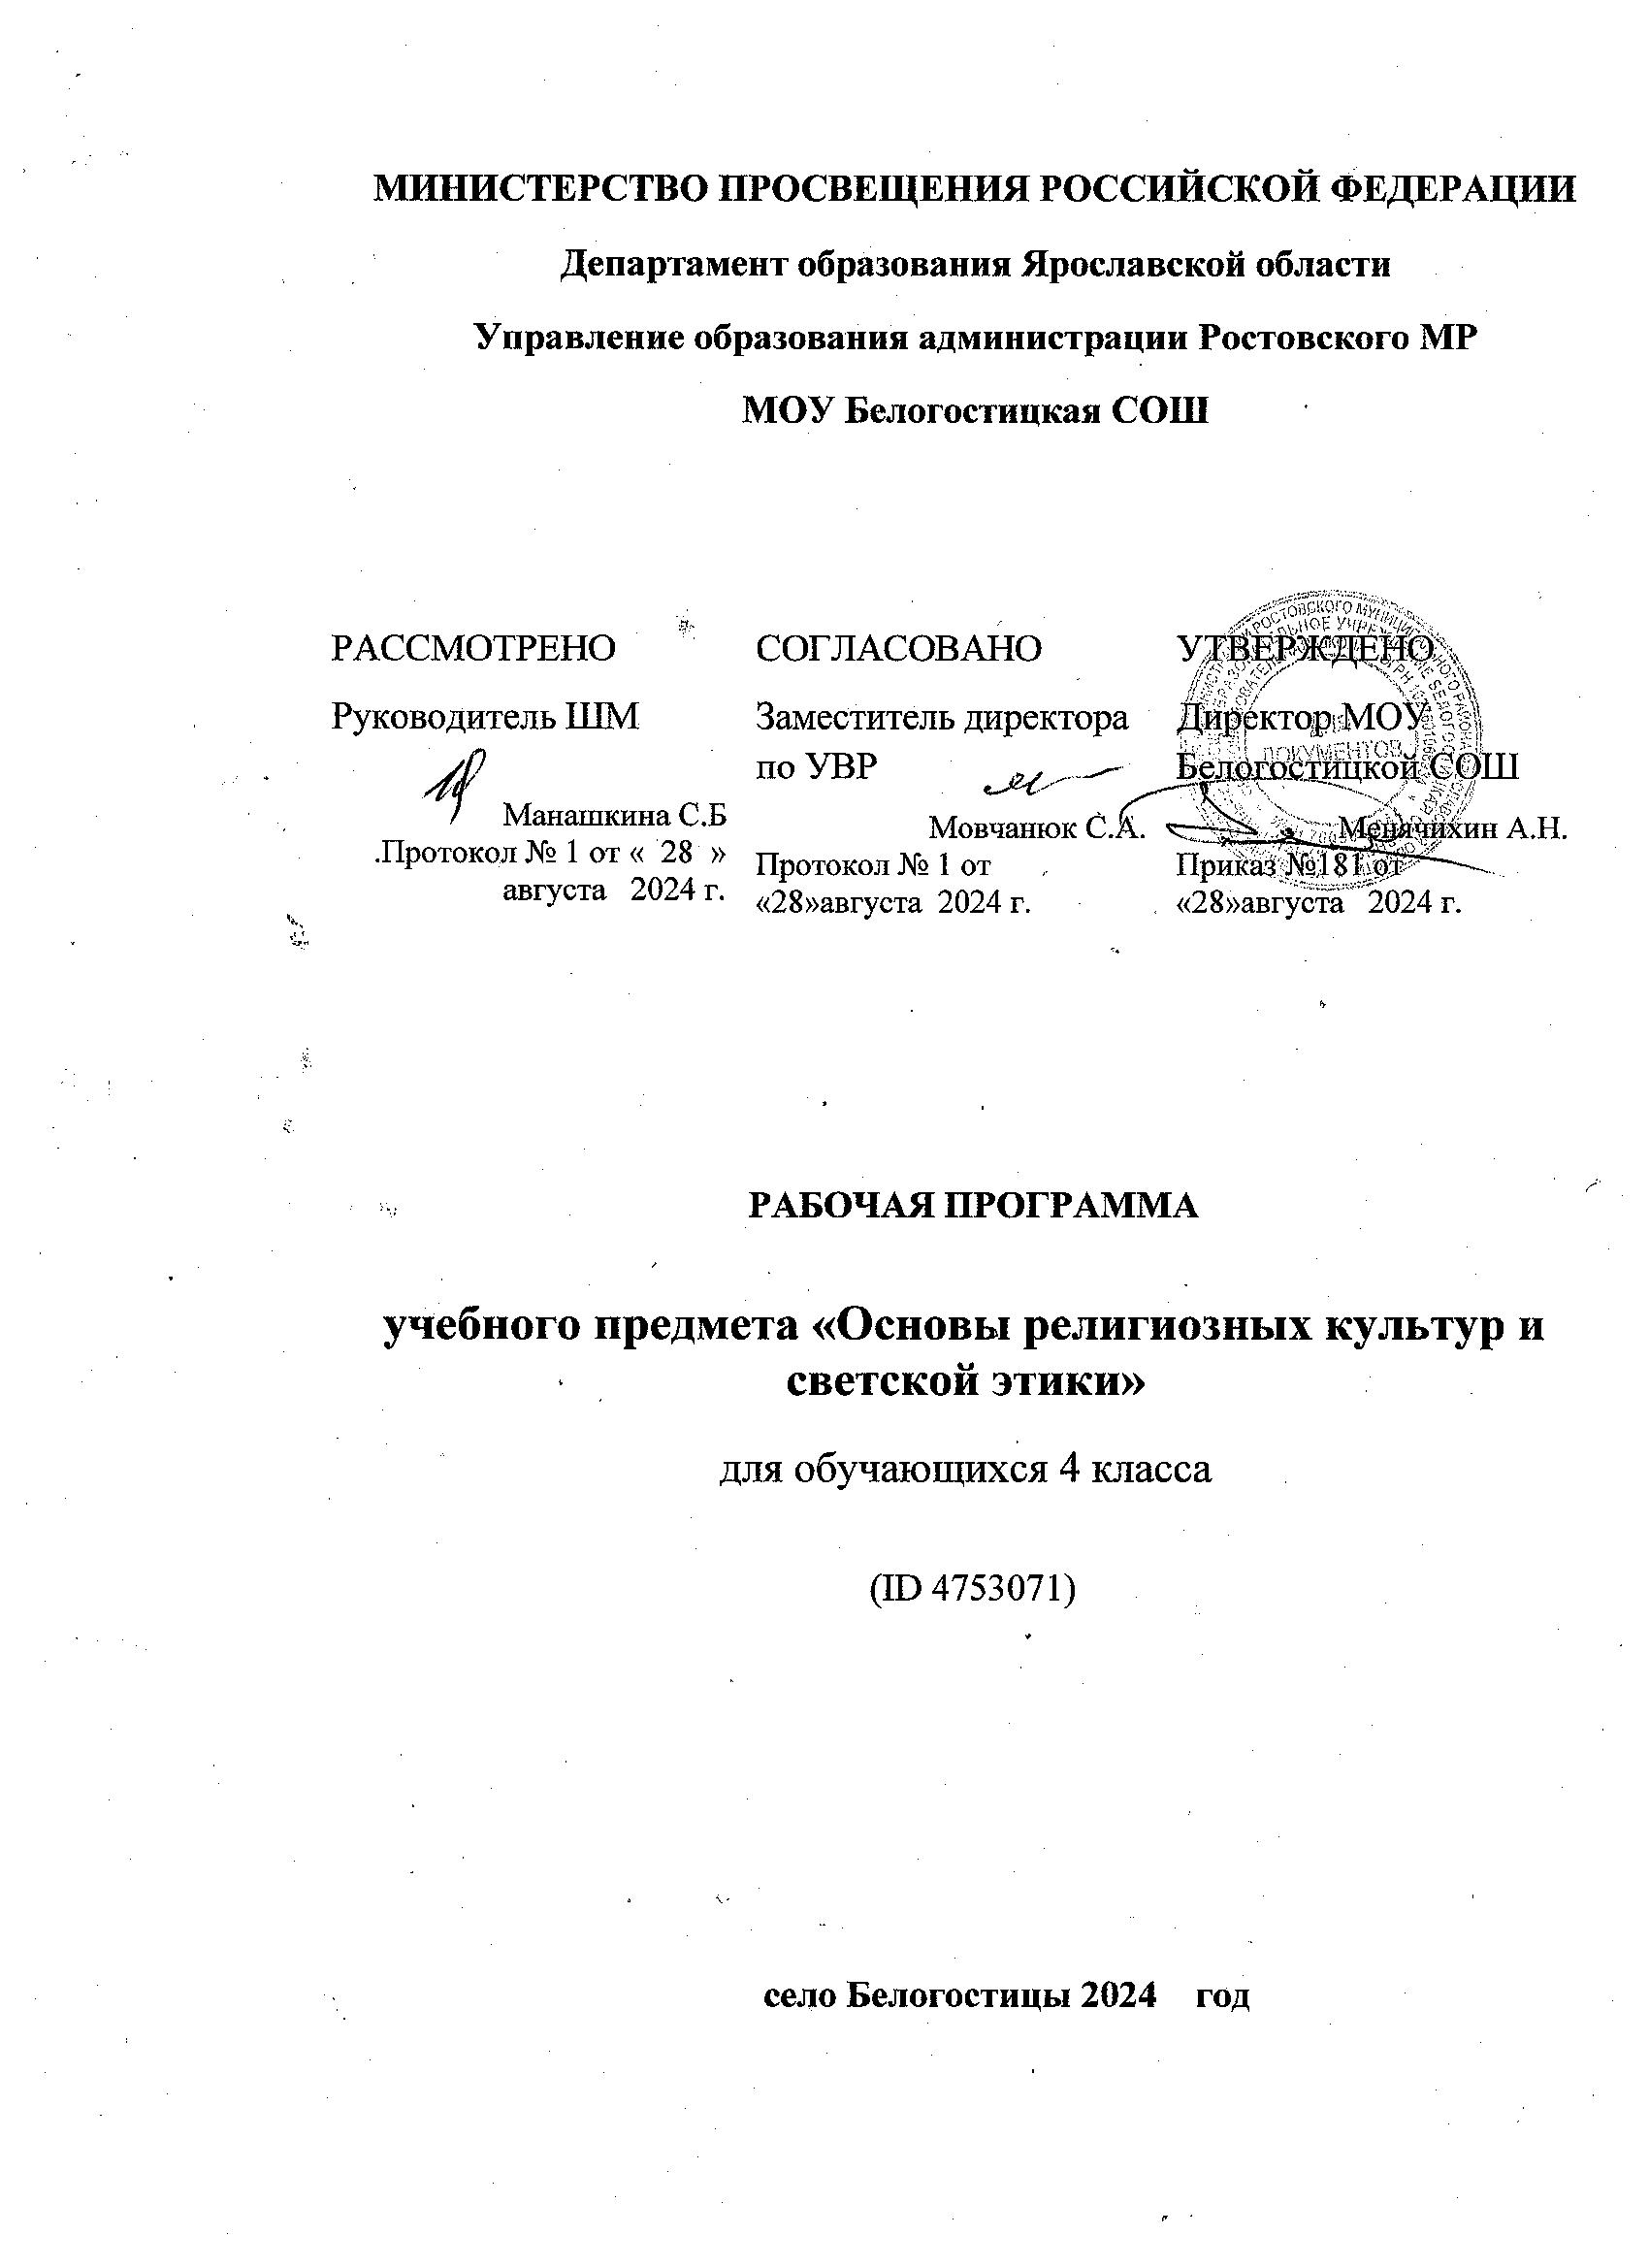 МИНИСТЕРСТВО ПРОСВЕЩЕНИЯ РОССИЙСКОЙ ФЕДЕРАЦИИ
Департамент образования Ярославской области
Управление образования администрации Ростовского МР
МОУ Белогостицкая СОШ
РАССМОТРЕНО
Руководитель ШМ
Манашкина С.Б
.Протокол № 1 от « 28 »
августа 2024 г.
СОГЛАСОВАНО
Заместитель директора
по УВР
Мовчанюк С.А.
Протокол № 1 от
«28»августа 2024 г.
УТВЕРЖДЕНО
Директор МОУ
Белогостицкой СОШ
Менячихин А.Н.
Приказ №181 от
«28»августа 2024 г.
ДОКУМЕНТОВ
РАБОЧАЯ ПРОГРАММА
учебного предмета «Основы религиозных культур и
светской этики»
для обучающихся 4 класса
(ID 4753071)
село Белогостицы 2024 год